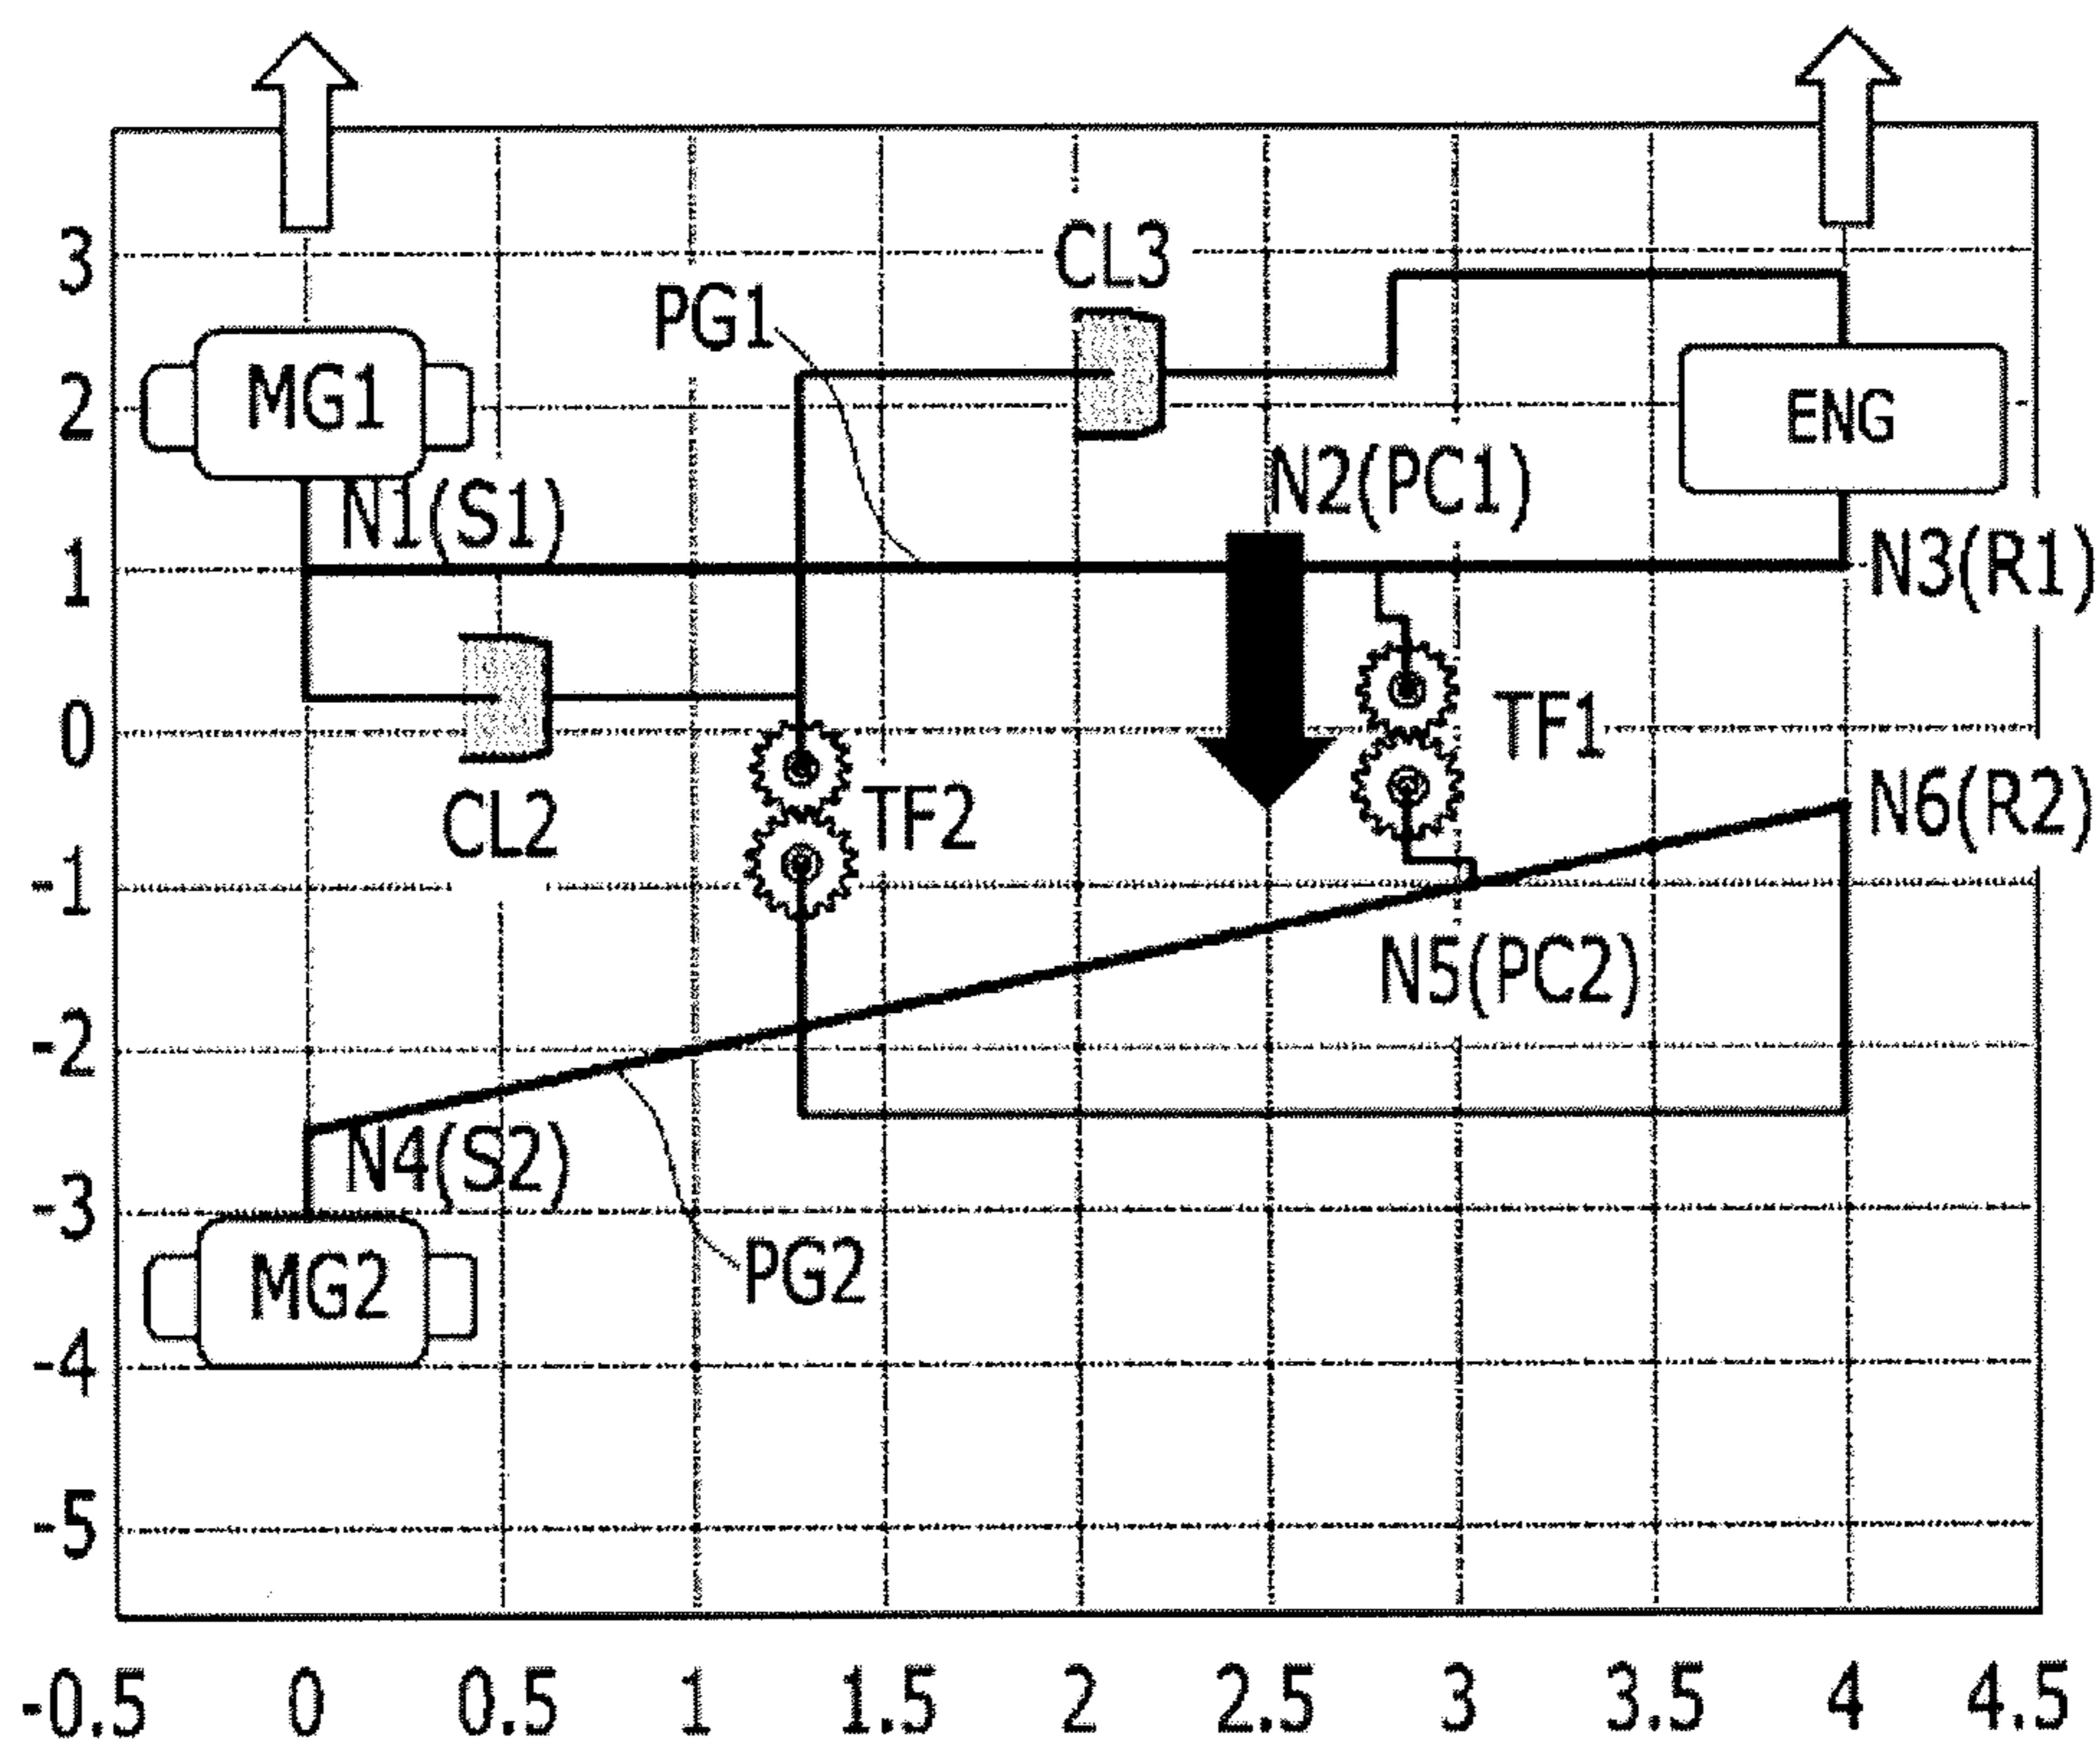 3
CL3
PG1
MG1
2
ENG
N2(PC1)
N1(S1)
1
N3(R1)
TF1
0
N6(R2)
TF2
CL2
-1
N5(PC2)
-2
N4(S2)
-3
MG2
PG2
-4
-5
-0.5 0 0.5 1 1.5 2 2.5 3 3.5 4 4.5